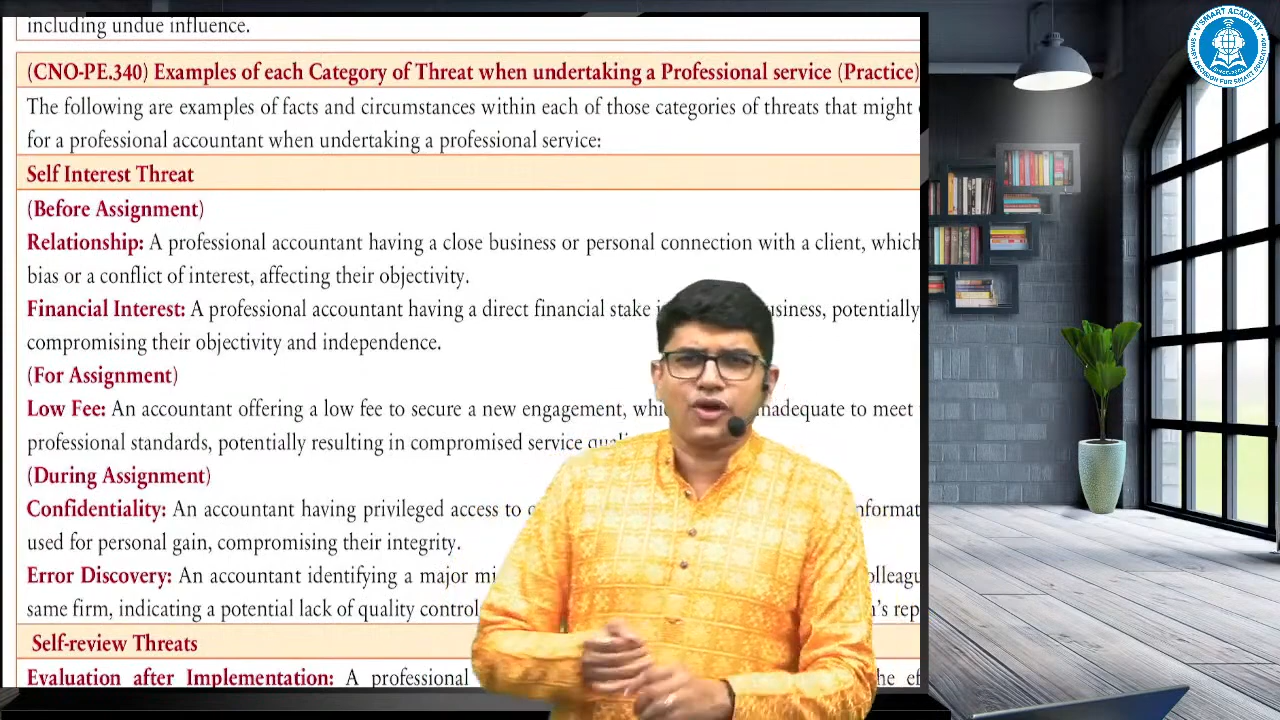 including undue influence.
(CNO-PE.340) Examples of each Category of Threat when undertaking a Professional service (Practice)
The following are examples of facts and circumstances within each of those categories of threats that might
for a professional accountant when undertaking a professional service:
Self Interest Threat
(Before Assignment)
Relationship: A professional accountant having a close business or personal connection with a client, which
bias or a conflict of interest, affecting their objectivity.
Financial Interest: A professional accountant having a direct financial stake
potentially
compromising their objectivity and independence.
(For Assignment)
Low Fee: An accountant offering a low fee to secure a new engagement,
to meet
professional standards, potentially resulting in compromised service
(During Assignment)
Confidentiality: An accountant having privileged access to
used for personal gain, compromising their integrity.
Error Discovery: An accountant identifying a major
same firm, indicating a potential lack of quality control
Self-review Threats
Evaluation after Implementation: A professional
V'SMART ACADEMY